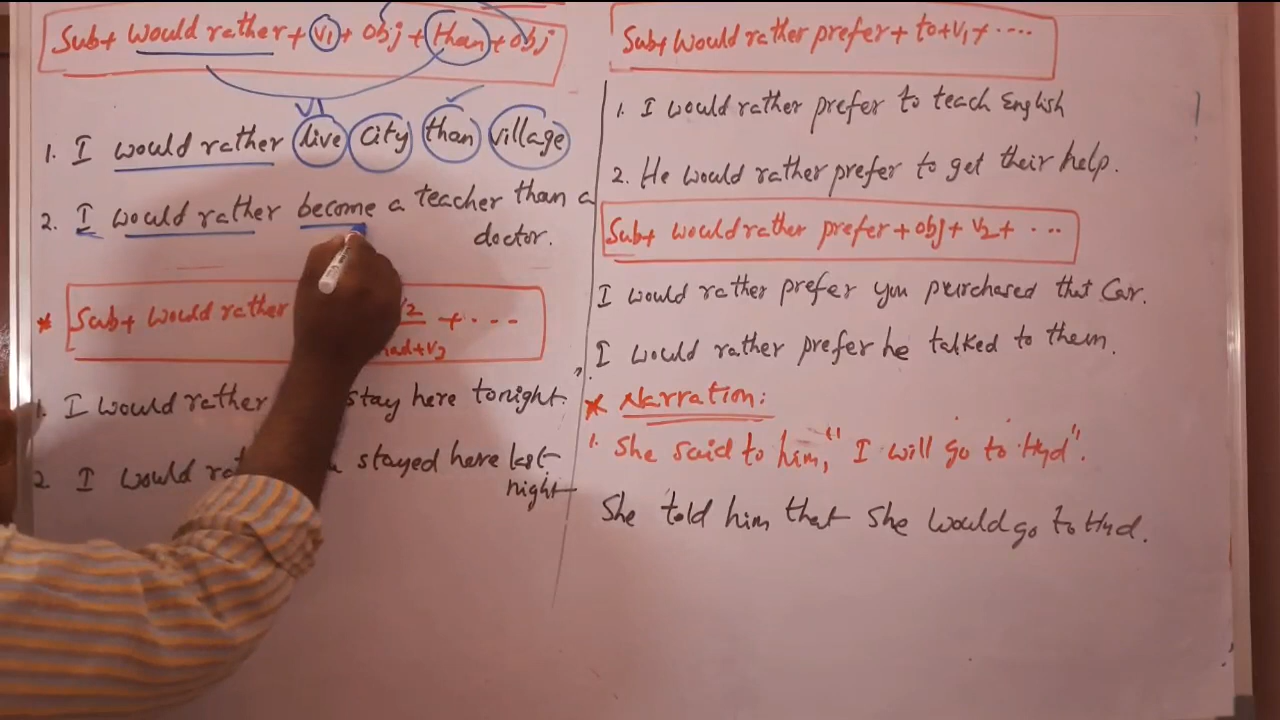 Sub+ would rather + V1 + obj + than + obj
V1
1. I would rather live city than village
2. I would rather become a teacher than a
doctor.
* Sub+ would rather V2 + ....
had+V3
1. I would rather stay here tonight.
2 I would stayed here last
night
Sub+ would rather prefer + to+V1+ ....
1. I would rather prefer to teach English
2. He would rather prefer to get their help.
Sub+ would rather prefer + obj + V2 + ...
I would rather prefer you purchased that Car.
I would rather prefer he talked to them.
* Narration:
1. She said to him, "I will go to Hyd".
She told him that she would go to Hyd.